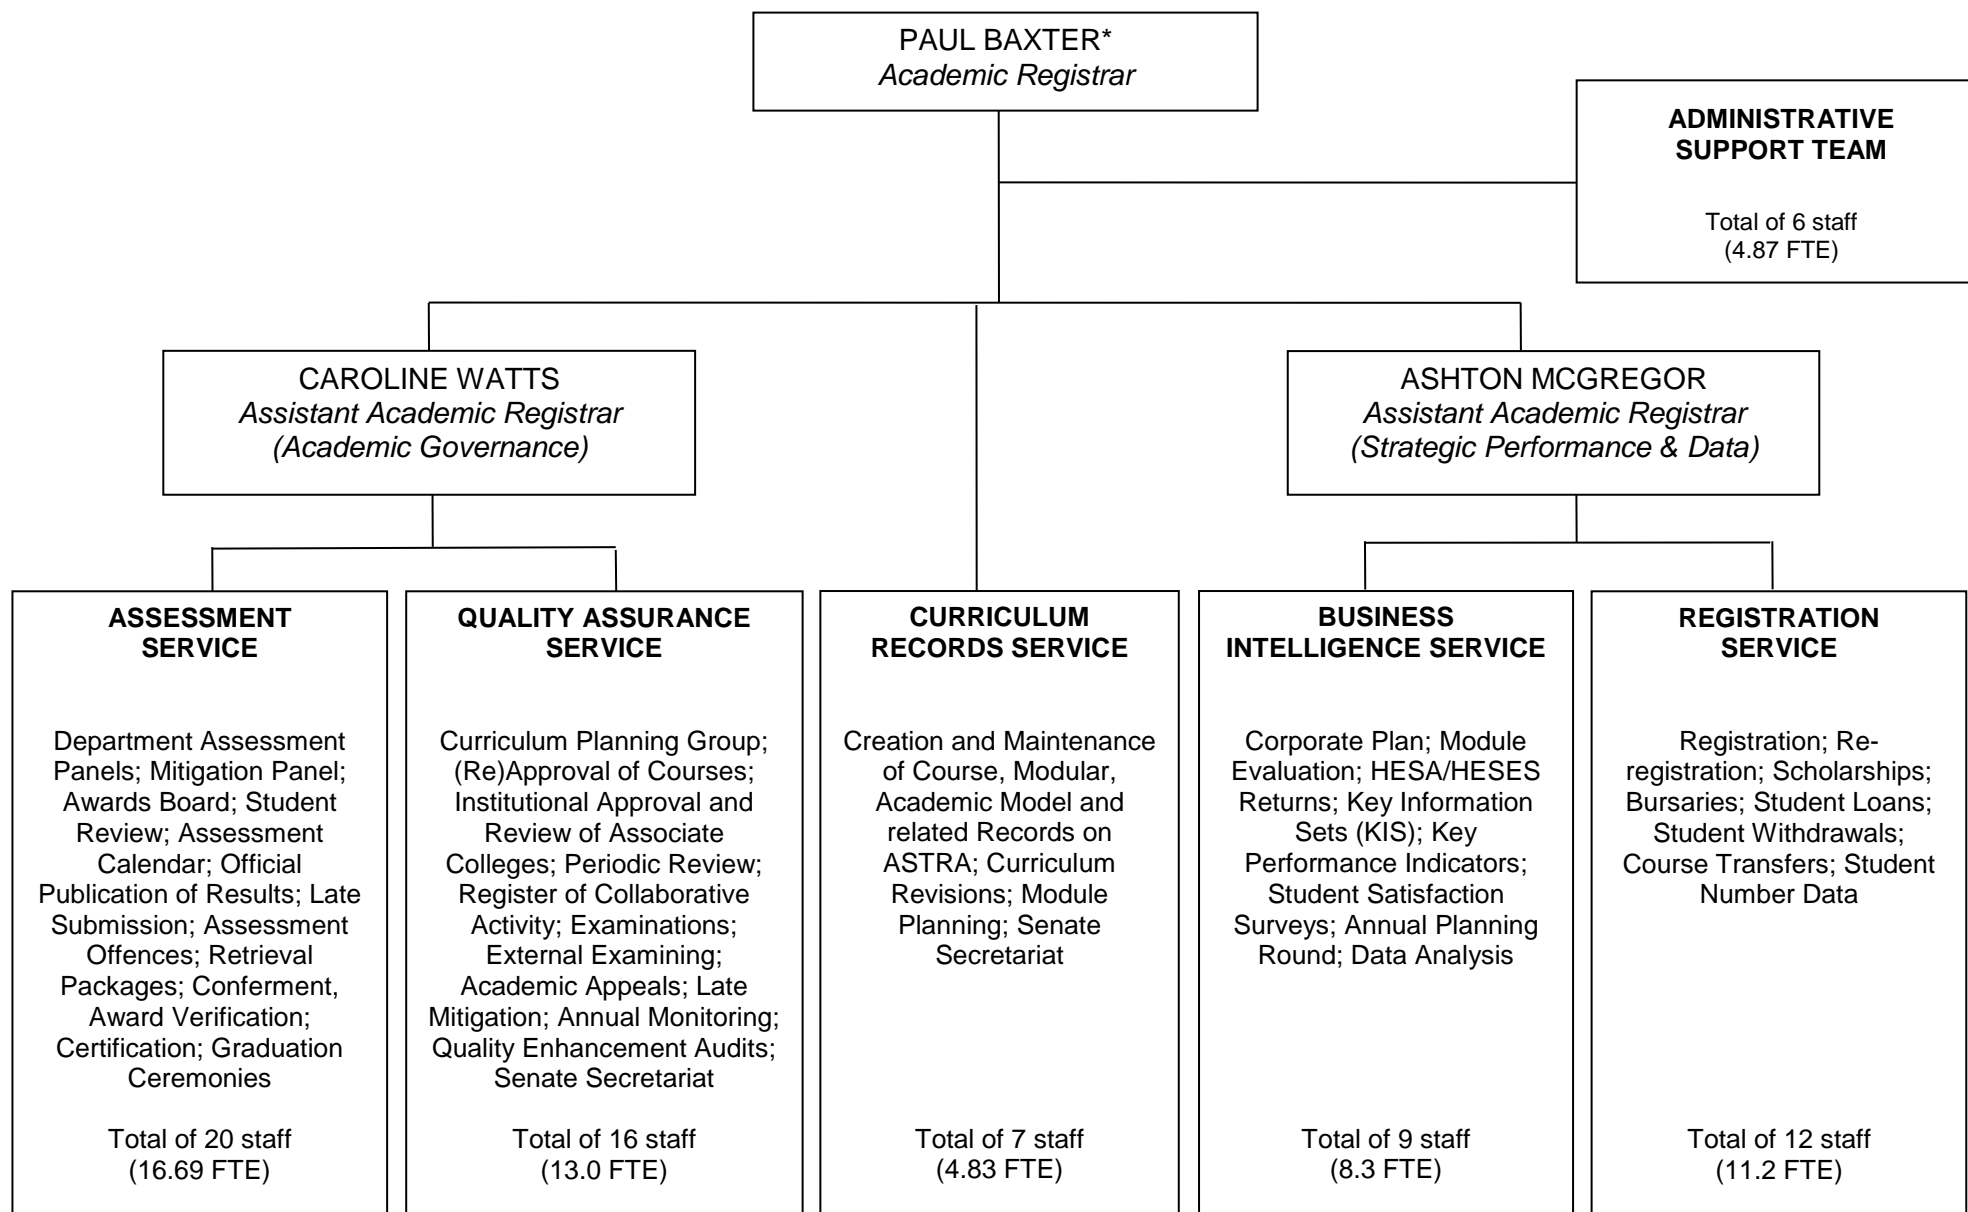 PAUL BAXTER*
Academic Registrar
ADMINISTRATIVE
SUPPORT TEAM
Total of 6 staff
(4.87 FTE)
CAROLINE WATTS
Assistant Academic Registrar
(Academic Governance)
ASHTON MCGREGOR
Assistant Academic Registrar
(Strategic Performance & Data)
ASSESSMENT
SERVICE
Department Assessment
Panels; Mitigation Panel;
Awards Board; Student
Review; Assessment
Calendar; Official
Publication of Results; Late
Submission; Assessment
Offences; Retrieval
Packages; Conferment,
Award Verification;
Certification; Graduation
Ceremonies
Total of 20 staff
(16.69 FTE)
QUALITY ASSURANCE
SERVICE
Curriculum Planning Group;
(Re)Approval of Courses;
Institutional Approval and
Review of Associate
Colleges; Periodic Review;
Register of Collaborative
Activity; Examinations;
External Examining;
Academic Appeals; Late
Mitigation; Annual Monitoring;
Quality Enhancement Audits;
Senate Secretariat
Total of 16 staff
(13.0 FTE)
CURRICULUM
RECORDS SERVICE
Creation and Maintenance
of Course, Modular,
Academic Model and
related Records on
ASTRA; Curriculum
Revisions; Module
Planning; Senate
Secretariat
Total of 7 staff
(4.83 FTE)
BUSINESS
INTELLIGENCE SERVICE
Corporate Plan; Module
Evaluation; HESA/HESES
Returns; Key Information
Sets (KIS); Key
Performance Indicators;
Student Satisfaction
Surveys; Annual Planning
Round; Data Analysis
Total of 9 staff
(8.3 FTE)
REGISTRATION
SERVICE
Registration; Re-
registration; Scholarships;
Bursaries; Student Loans;
Student Withdrawals;
Course Transfers; Student
Number Data
Total of 12 staff
(11.2 FTE)